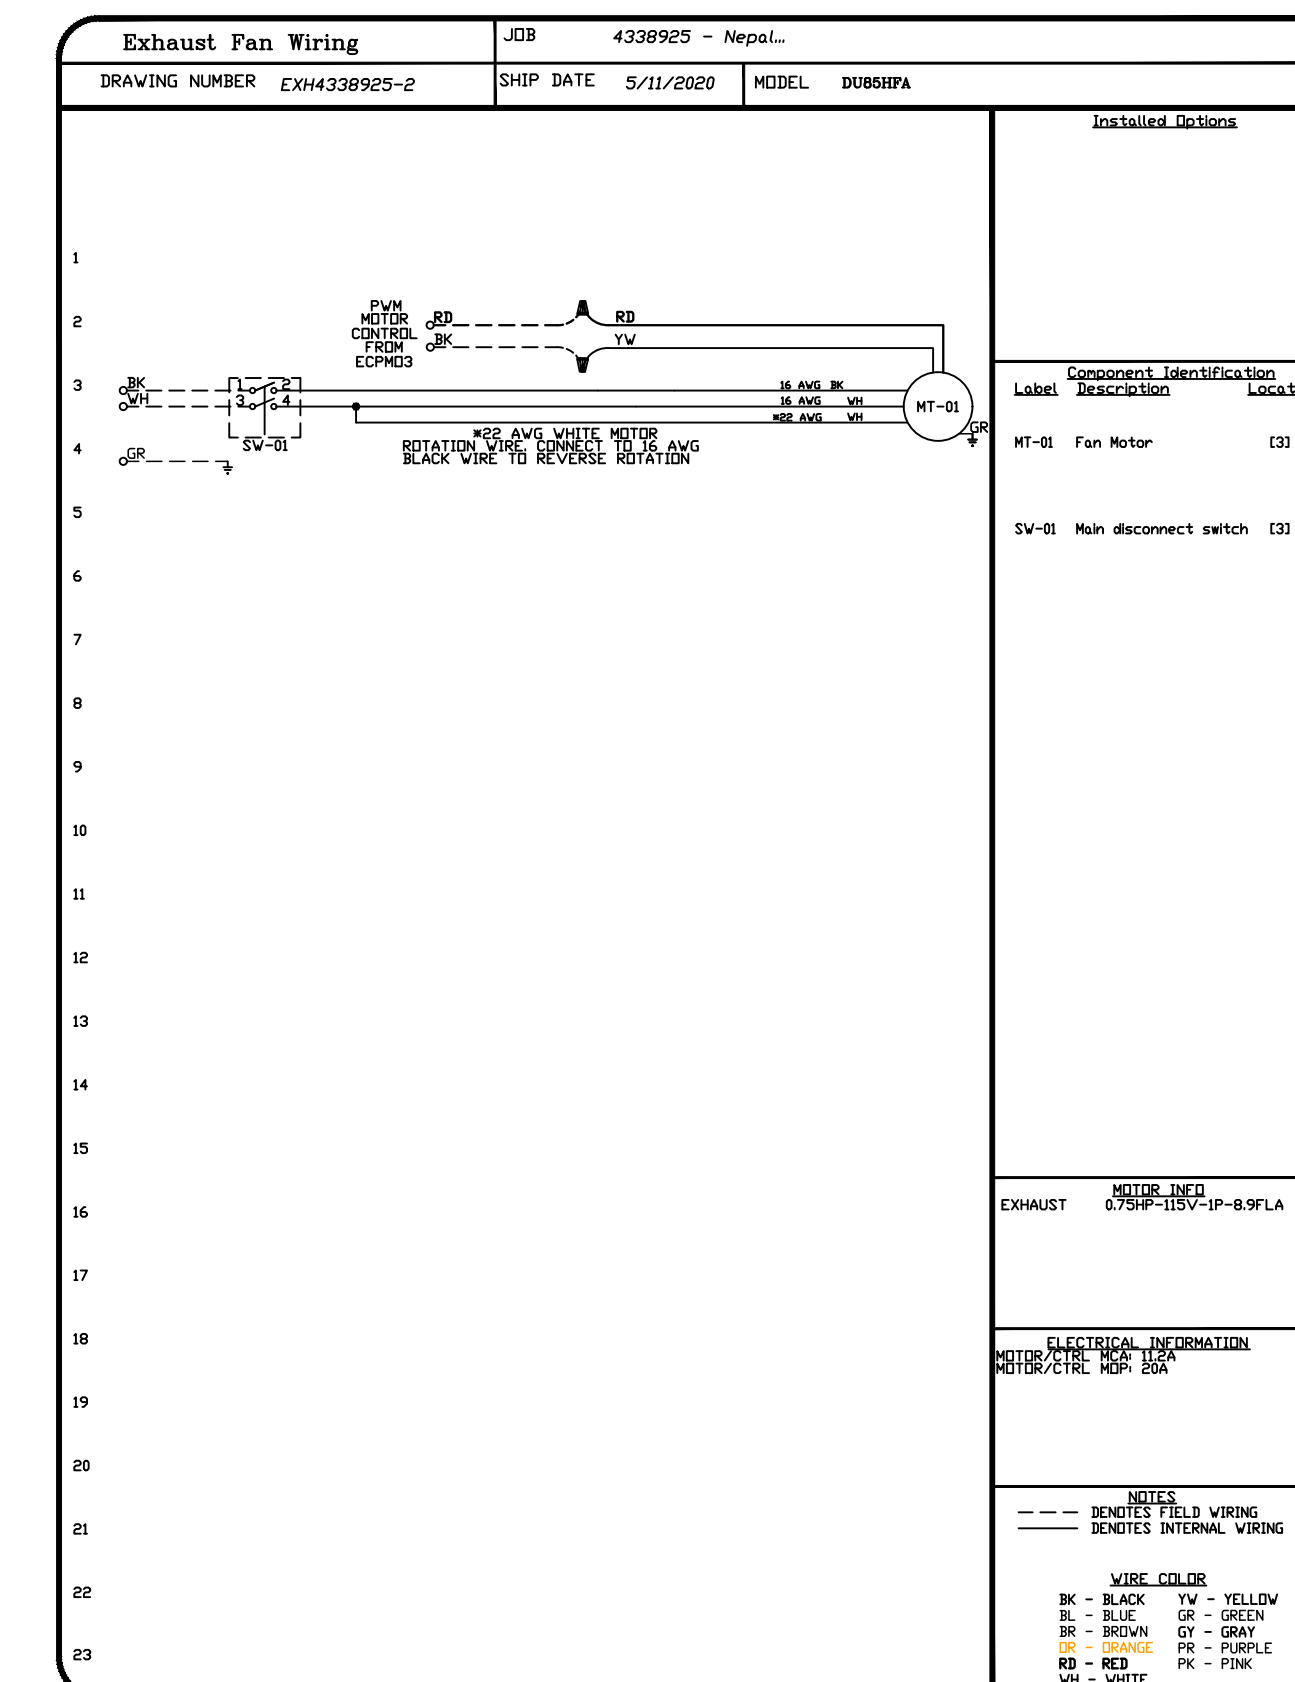 Exhaust Fan Wiring
JOB 4338925 - Nepal...
DRAWING NUMBER EXH4338925-2
SHIP DATE 5/11/2020
MODEL DU85HFA
Installed Options
1
2
PWM
MOTOR
CONTROL
FROM
ECPM03
RD
BK
RD
YW
3
BK
WH
1 2
3 4
SW-01
16 AWG BK
16 AWG WH
*22 AWG WH
MT-01
GR
*22 AWG WHITE MOTOR
ROTATION WIRE. CONNECT TO 16 AWG
BLACK WIRE TO REVERSE ROTATION
4
GR
5
6
7
8
9
10
11
12
13
14
15
16
17
18
19
20
21
22
23
Component Identification
Label Description Locat
MT-01 Fan Motor [3]
SW-01 Main disconnect switch [3]
MOTOR INFO
EXHAUST 0.75HP-115V-1P-8.9FLA
ELECTRICAL INFORMATION
MOTOR/CTRL MCA: 11.2A
MOTOR/CTRL MOP: 20A
NOTES
DENOTES FIELD WIRING
DENOTES INTERNAL WIRING
WIRE COLOR
BK - BLACK YW - YELLOW
BL - BLUE GR - GREEN
BR - BROWN GY - GRAY
OR - ORANGE PR - PURPLE
RD - RED PK - PINK
WH - WHITE